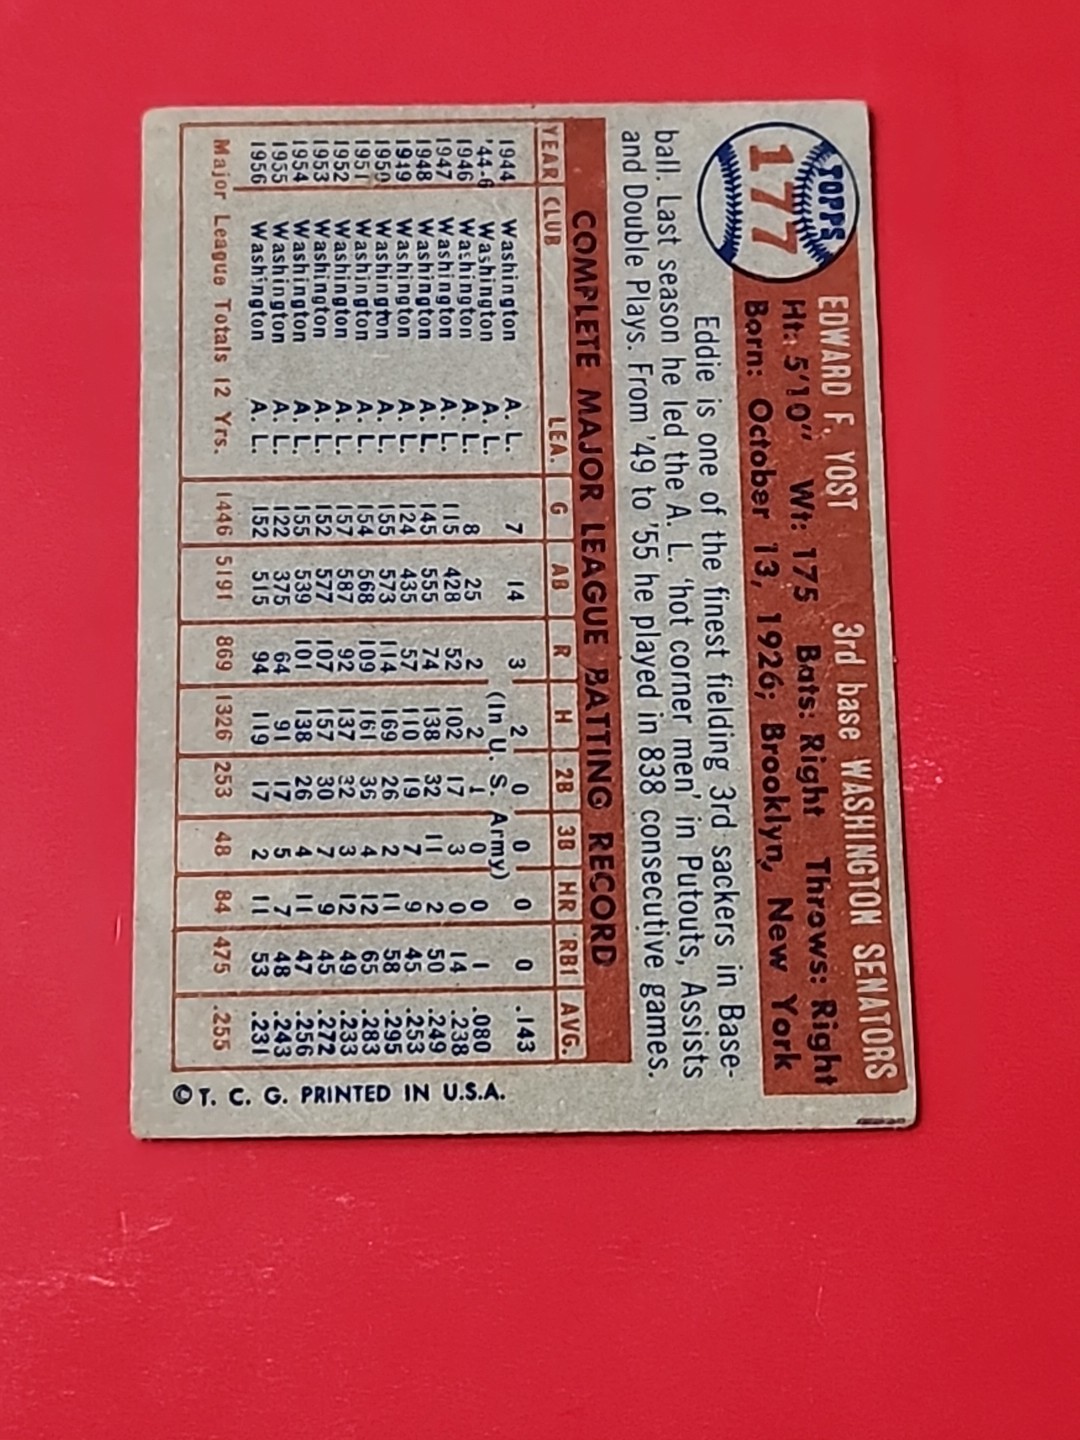 TOPPS
177
EDWARD F. YOST 3rd base WASHINGTON SENATORS
Ht: 5'10" Wt: 175 Bats: Right Throws: Right
Born: October 13, 1926; Brooklyn, New York
Eddie is one of the finest fielding 3rd sackers in Base-
ball. Last season he led the A. L. 'hot corner men' in Putouts, Assists
and Double Plays. From '49 to '55 he played in 838 consecutive games.
COMPLETE MAJOR LEAGUE BATTING RECORD
YEAR CLUB LEA. G AB R H 2B 3B HR RBI AVG.
1944 Washington A. L. 7 14 3 2 0 0 0 0 .143
'44-6 Washington A. L. (In U. S. Army)
1946 Washington A. L. 8 25 2 2 1 0 0 1 .080
1947 Washington A. L. 115 428 52 102 17 3 0 14 .238
1948 Washington A. L. 145 555 74 138 32 11 2 50 .249
1949 Washington A. L. 124 435 57 110 19 7 9 45 .253
1950 Washington A. L. 155 573 114 169 26 2 11 58 .295
1951 Washington A. L. 154 568 109 161 36 4 12 65 .283
1952 Washington A. L. 157 587 92 137 32 3 12 49 .233
1953 Washington A. L. 152 577 107 157 30 7 9 45 .272
1954 Washington A. L. 155 539 101 138 26 4 11 47 .256
1955 Washington A. L. 122 375 64 91 17 5 7 48 .243
1956 Washington A. L. 152 515 94 119 17 2 11 53 .231
Major League Totals 12 Yrs. 1446 5191 869 1326 253 48 84 475 .255
© T. C. G. PRINTED IN U.S.A.